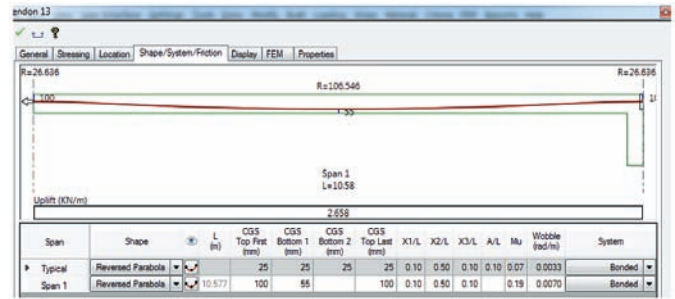 endon 13
General Stressing Location Shape/System/Friction Display FEM Properties
R=26.636 R=26.636
R=106.546
100 10
55
Span 1
L=10.58
Uplift (KN/m)
2.658
Span Shape L (m) CGS Top First (mm) CGS Bottom 1 (mm) CGS Bottom 2 (mm) CGS Top Last (mm) X1/L X2/L X3/L A/L Mu Wobble (rad/m) System
Typical Reversed Parabola 25 25 25 25 0.10 0.50 0.10 0.10 0.07 0.0033 Bonded
Span 1 Reversed Parabola 10.577 100 55 100 0.10 0.50 0.10 0.19 0.0070 Bonded